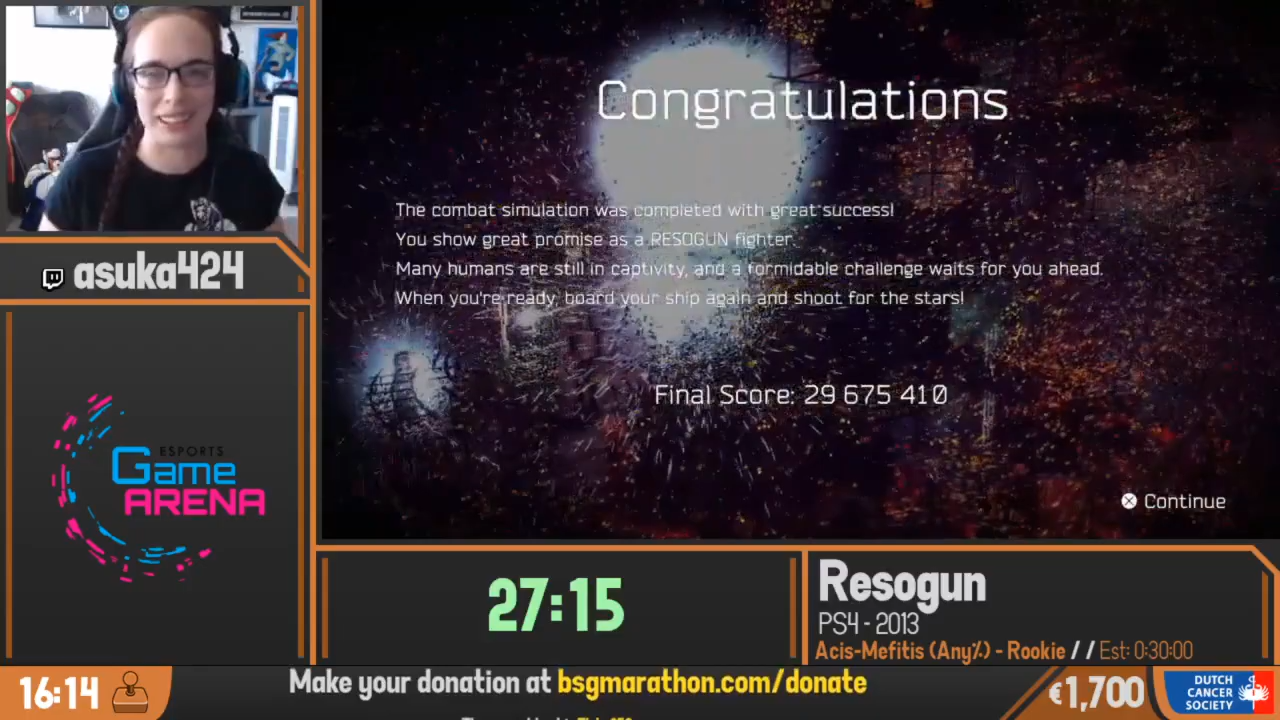 Congratulations
The combat simulation was completed with great success!
You show great promise as a RESOGUN fighter.
Many humans are still in captivity, and a formidable challenge waits for you ahead.
When you're ready, board your ship again and shoot for the stars!
Final Score: 29 675 410
Continue
asuka424
ESPORTS
Game
ARENA
27:15
Resogun
PS4 - 2013
Acis-Mefitis (Any%) - Rookie // Est: 0:30:00
16:14
Make your donation at bsgmarathon.com/donate
€1,700
DUTCH
CANCER
SOCIETY